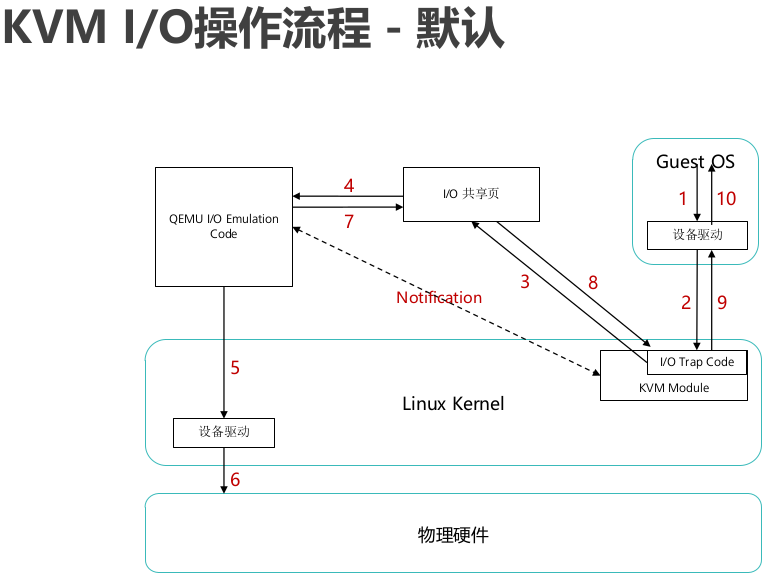 KVM I/O操作流程 - 默认
Guest OS
4
I/O 共享页
1
10
QEMU I/O Emulation
Code
7
设备驱动
3
8
Notification
2
9
I/O Trap Code
5
KVM Module
Linux Kernel
设备驱动
6
物理硬件